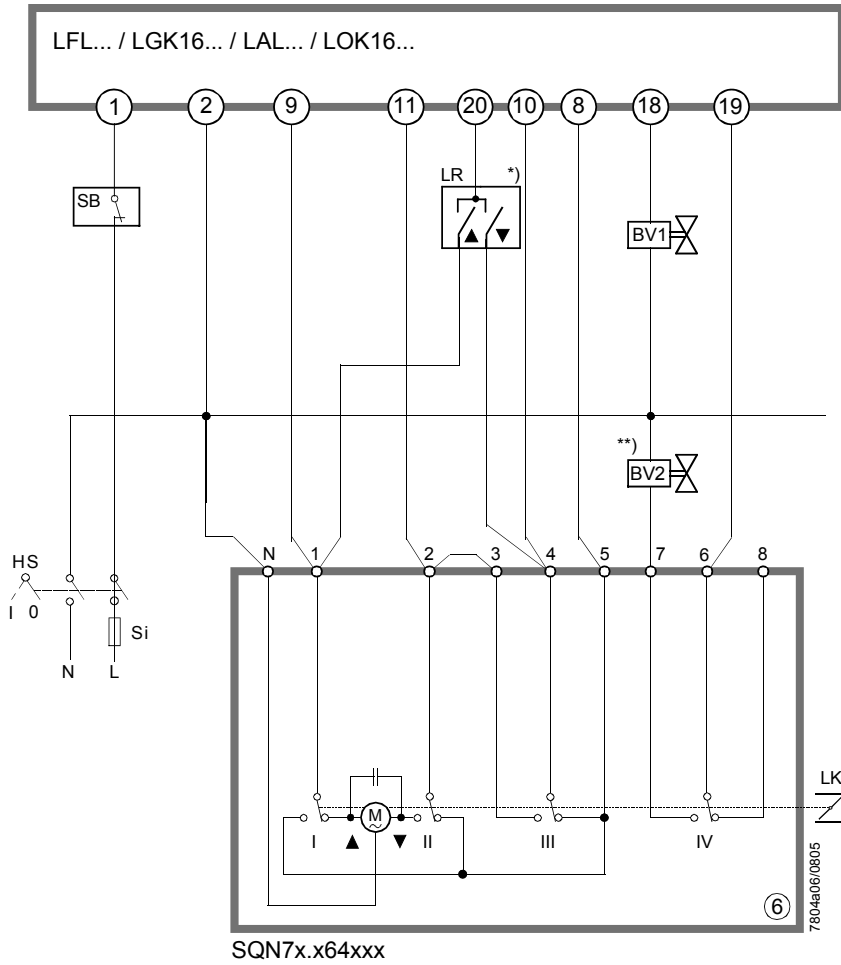 LFL... / LGK16... / LAL... / LOK16...
1 2 9 11 20 10 8 18 19
LR *)
SB
BV1
**)
BV2
HS
I 0
Si
N L
N 1 2 3 4 5 7 6 8
LK
M
~
I ▲ ▼ II III IV
6
7804a06/0805
SQN7x.x64xxx